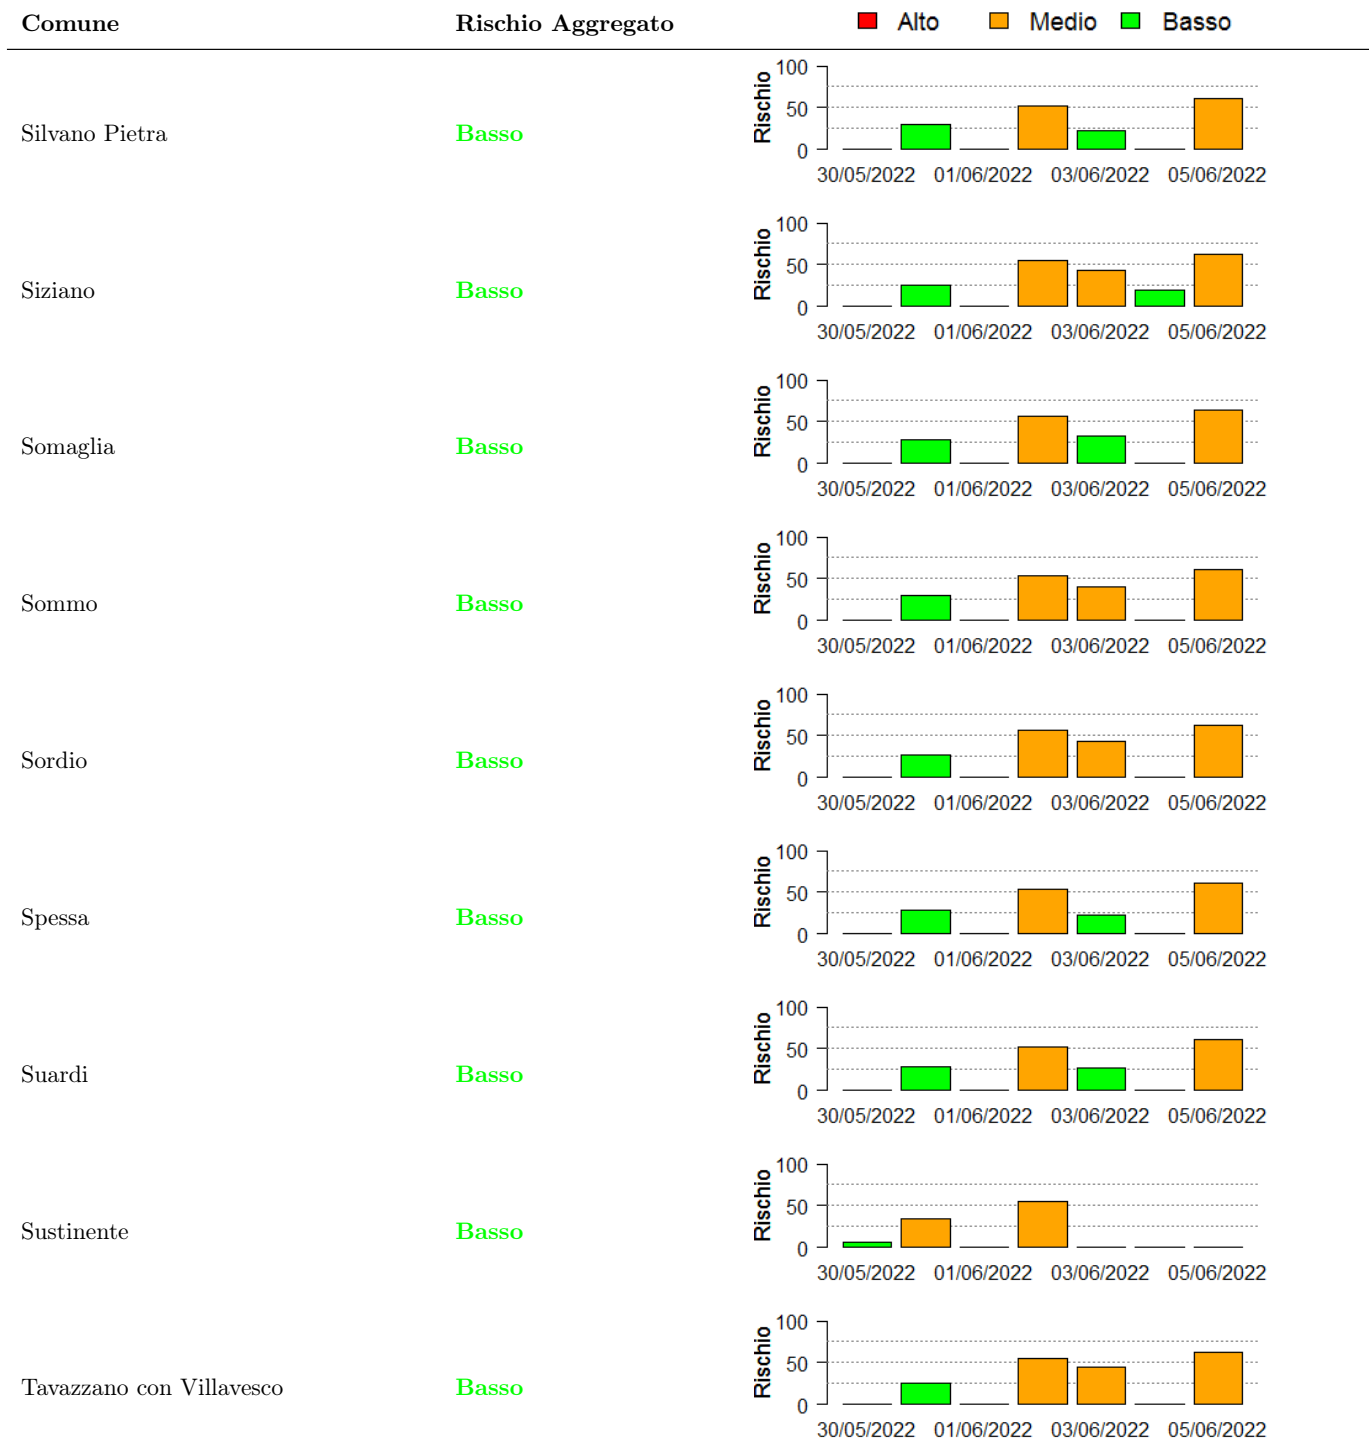 Comune Rischio Aggregato Alto Medio Basso
100
50
0
Rischio
Silvano Pietra Basso
30/05/2022 01/06/2022 03/06/2022 05/06/2022
100
50
0
Rischio
Siziano Basso
30/05/2022 01/06/2022 03/06/2022 05/06/2022
100
50
0
Rischio
Somaglia Basso
30/05/2022 01/06/2022 03/06/2022 05/06/2022
100
50
0
Rischio
Sommo Basso
30/05/2022 01/06/2022 03/06/2022 05/06/2022
100
50
0
Rischio
Sordio Basso
30/05/2022 01/06/2022 03/06/2022 05/06/2022
100
50
0
Rischio
Spessa Basso
30/05/2022 01/06/2022 03/06/2022 05/06/2022
100
50
0
Rischio
Suardi Basso
30/05/2022 01/06/2022 03/06/2022 05/06/2022
100
50
0
Rischio
Sustinente Basso
30/05/2022 01/06/2022 03/06/2022 05/06/2022
100
50
0
Rischio
Tavazzano con Villavesco Basso
30/05/2022 01/06/2022 03/06/2022 05/06/2022